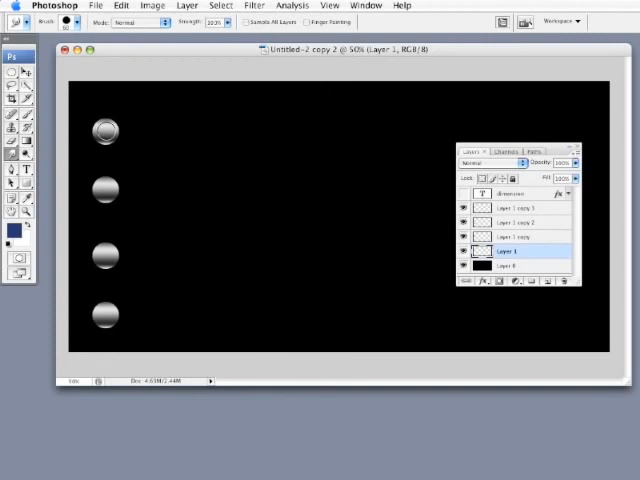 Photoshop File Edit Image Layer Select Filter Analysis View Window Help
Brush: 60 Mode: Normal Strength: 100% Sample All Layers Finger Painting Workspace
Untitled-2 copy 2 @ 50% (Layer 1, RGB/8)
Ps
Layers Channels Paths
Normal Opacity: 100%
Lock: Fill: 100%
T dimension fx
Layer 1 copy 3
Layer 1 copy 2
Layer 1 copy
Layer 1
Layer 0
50% Doc: 4.63M/2.44M